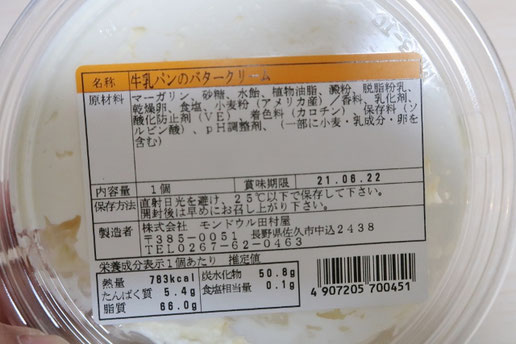 名称 牛乳パンのバタークリーム
原材料 マーガリン、砂糖、水飴、植物油脂、澱粉、脱脂粉乳、
乾燥卵、食塩、小麦粉（アメリカ産）／香料、乳化剤、
酸化防止剤（ＶＥ）、着色料（カロチン）、保存料（ソ
ルビン酸）、ｐＨ調整剤、（一部に小麦・乳成分・卵を
含む）
内容量 １個 賞味期限 21.06.22
保存方法 直射日光を避け、２５℃以下で保存して下さい。
開封後は早めにお召し上がり下さい。
製造者 株式会社 モンドウル田村屋
〒３８５－００５１ 長野県佐久市中込２４３８
ＴＥＬ０２６７－６２－０４６３
栄養成分表示１個あたり 推定値
熱量 783kcal 炭水化物 50.8g
たんぱく質 5.4g 食塩相当量 0.1g
脂質 66.0g
4 907205 700451